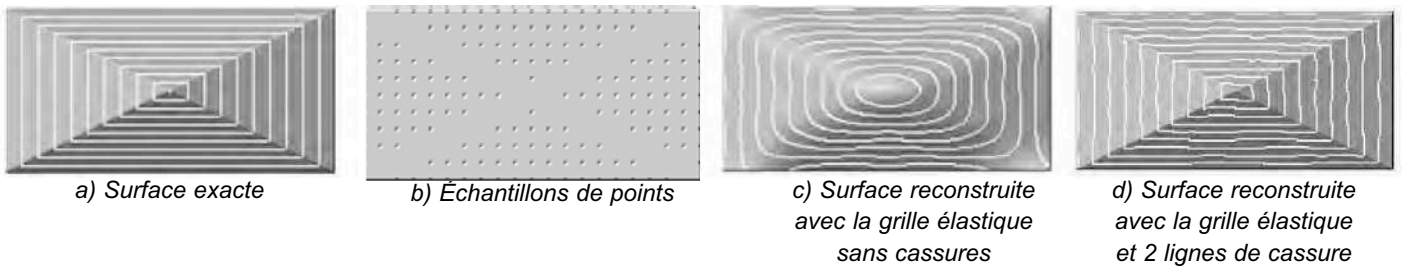 a) Surface exacte
b) Échantillons de points
c) Surface reconstruite
avec la grille élastique
sans cassures
d) Surface reconstruite
avec la grille élastique
et 2 lignes de cassure